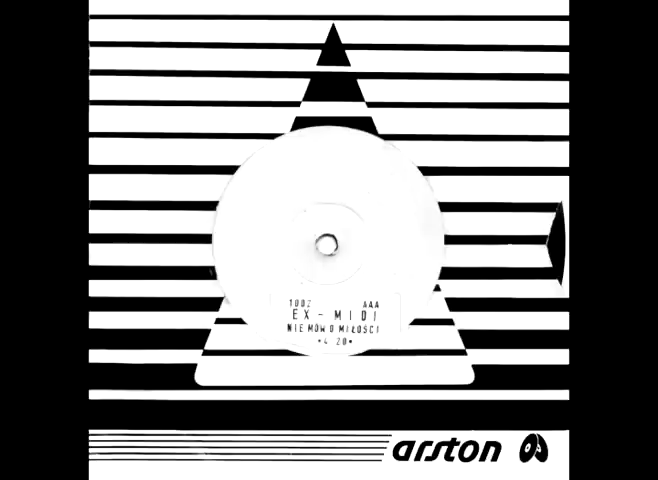 1002 AAA
EX - MIDI
NIE MÓW O MIŁOŚCI
•4 20•
arston